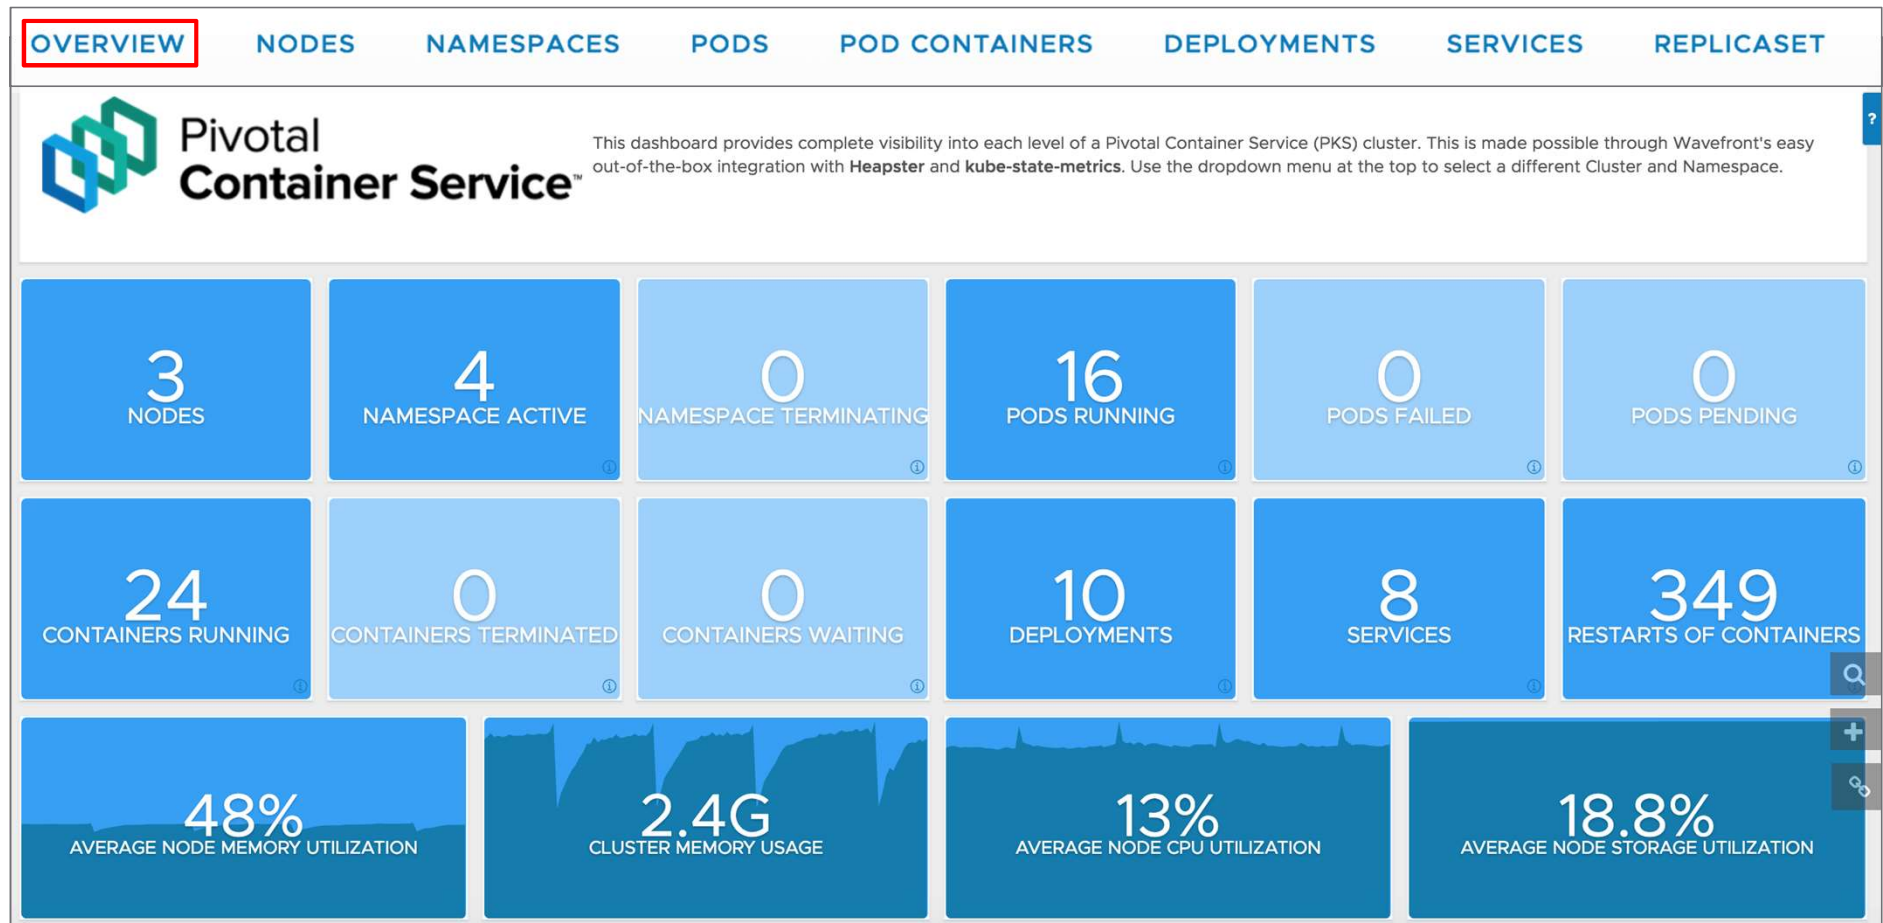 OVERVIEW NODES NAMESPACES PODS POD CONTAINERS DEPLOYMENTS SERVICES REPLICASET
Pivotal
Container Service™
This dashboard provides complete visibility into each level of a Pivotal Container Service (PKS) cluster. This is made possible through Wavefront's easy
out-of-the-box integration with Heapster and kube-state-metrics. Use the dropdown menu at the top to select a different Cluster and Namespace.
?
3
NODES
4
NAMESPACE ACTIVE
0
NAMESPACE TERMINATING
16
PODS RUNNING
0
PODS FAILED
0
PODS PENDING
24
CONTAINERS RUNNING
0
CONTAINERS TERMINATED
0
CONTAINERS WAITING
10
DEPLOYMENTS
8
SERVICES
349
RESTARTS OF CONTAINERS
48%
AVERAGE NODE MEMORY UTILIZATION
2.4G
CLUSTER MEMORY USAGE
13%
AVERAGE NODE CPU UTILIZATION
18.8%
AVERAGE NODE STORAGE UTILIZATION